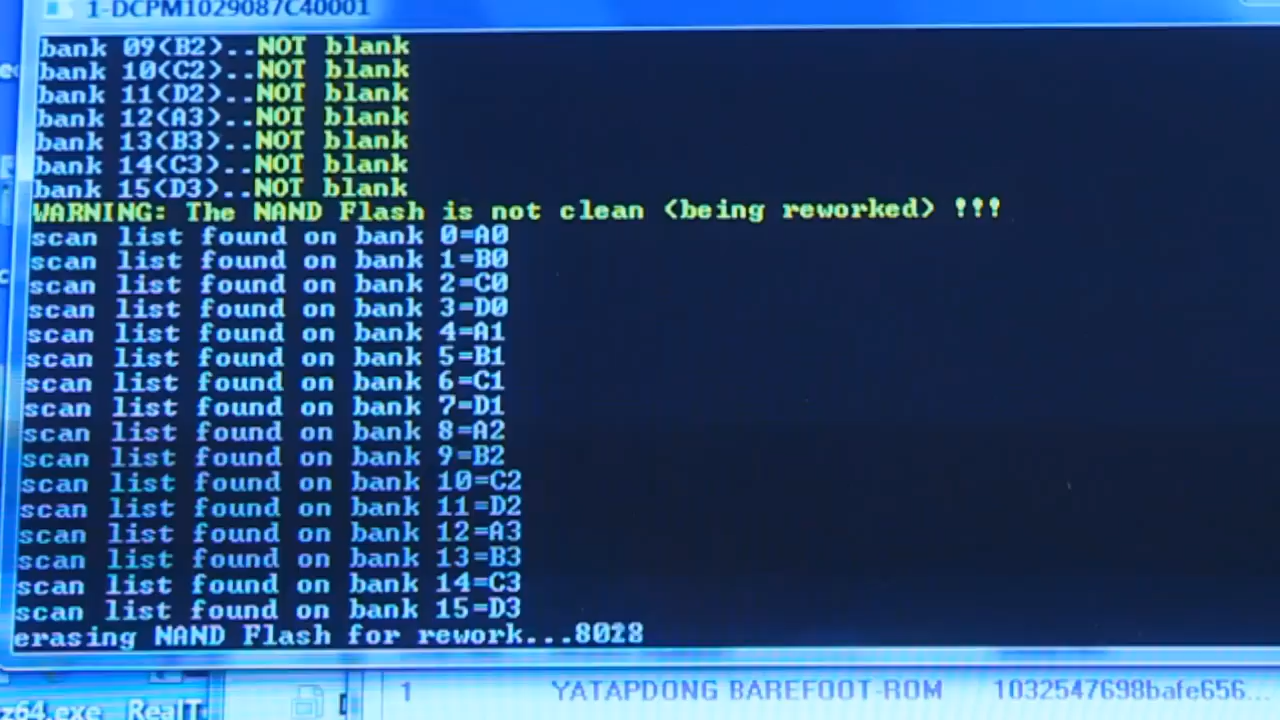 1-DCPM1029087C40001
bank 09(B2)..NOT blank
bank 10(C2)..NOT blank
bank 11(D2)..NOT blank
bank 12(A3)..NOT blank
bank 13(B3)..NOT blank
bank 14(C3)..NOT blank
bank 15(D3)..NOT blank
WARNING: The NAND Flash is not clean (being reworked) !!!
scan list found on bank 0=A0
scan list found on bank 1=B0
scan list found on bank 2=C0
scan list found on bank 3=D0
scan list found on bank 4=A1
scan list found on bank 5=B1
scan list found on bank 6=C1
scan list found on bank 7=D1
scan list found on bank 8=A2
scan list found on bank 9=B2
scan list found on bank 10=C2
scan list found on bank 11=D2
scan list found on bank 12=A3
scan list found on bank 13=B3
scan list found on bank 14=C3
scan list found on bank 15=D3
erasing NAND Flash for rework...
1 YATAPDONG BAREFOOT-ROM 1032547698bafe656...
z64.exe RealT